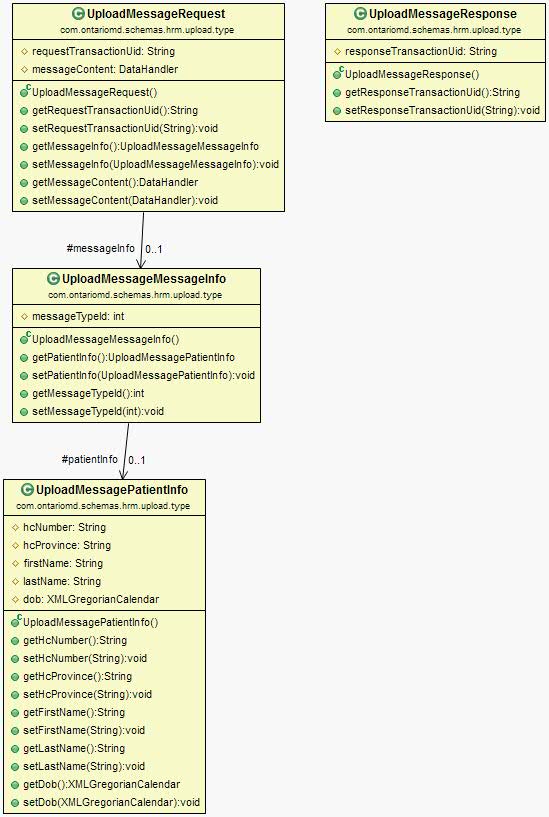 UploadMessageRequest
com.ontariomd.schemas.hrm.upload.type
requestTransactionUid: String
messageContent: DataHandler
UploadMessageRequest()
getRequestTransactionUid():String
setRequestTransactionUid(String):void
getMessageInfo():UploadMessageMessageInfo
setMessageInfo(UploadMessageMessageInfo):void
getMessageContent():DataHandler
setMessageContent(DataHandler):void
UploadMessageResponse
com.ontariomd.schemas.hrm.upload.type
responseTransactionUid: String
UploadMessageResponse()
getResponseTransactionUid():String
setResponseTransactionUid(String):void
#messageInfo 0..1
UploadMessageMessageInfo
com.ontariomd.schemas.hrm.upload.type
messageTypeId: int
UploadMessageMessageInfo()
getPatientInfo():UploadMessagePatientInfo
setPatientInfo(UploadMessagePatientInfo):void
getMessageTypeId():int
setMessageTypeId(int):void
#patientInfo 0..1
UploadMessagePatientInfo
com.ontariomd.schemas.hrm.upload.type
hcNumber: String
hcProvince: String
firstName: String
lastName: String
dob: XMLGregorianCalendar
UploadMessagePatientInfo()
getHcNumber():String
setHcNumber(String):void
getHcProvince():String
setHcProvince(String):void
getFirstName():String
setFirstName(String):void
getLastName():String
setLastName(String):void
getDob():XMLGregorianCalendar
setDob(XMLGregorianCalendar):void